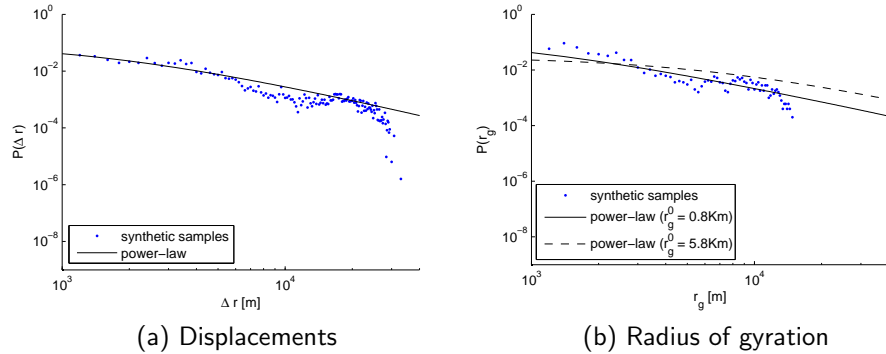 10^0
10^−2
10^−4
10^−6
10^−8
P(Δ r)
synthetic samples
power−law
10^3
10^4
Δ r [m]
(a) Displacements
10^0
10^−2
10^−4
10^−6
10^−8
P(r_g)
synthetic samples
power−law (r_g^0 = 0.8Km)
power−law (r_g^0 = 5.8Km)
10^3
10^4
r_g [m]
(b) Radius of gyration